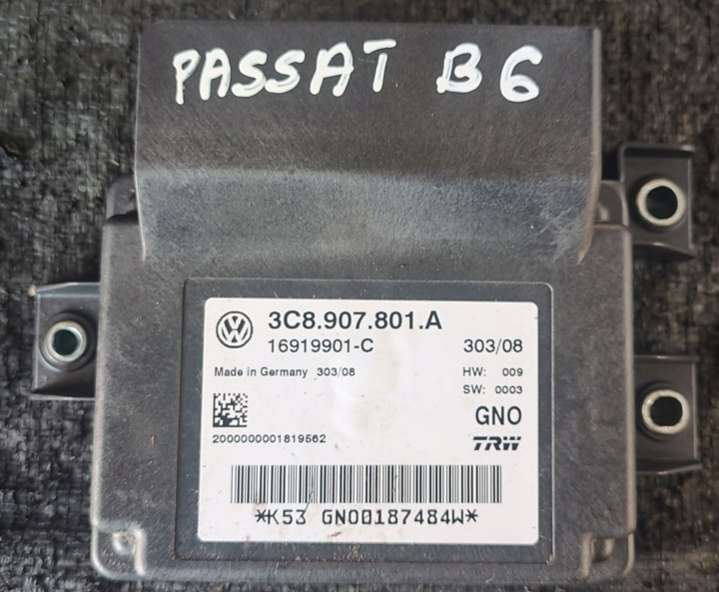 PASSAT B6
3C8.907.801.A
16919901-C 303/08
Made in Germany 303/08 HW: 009
SW: 0003
GNO
2000000001819562 TRW
*K53 GNO0187484W*